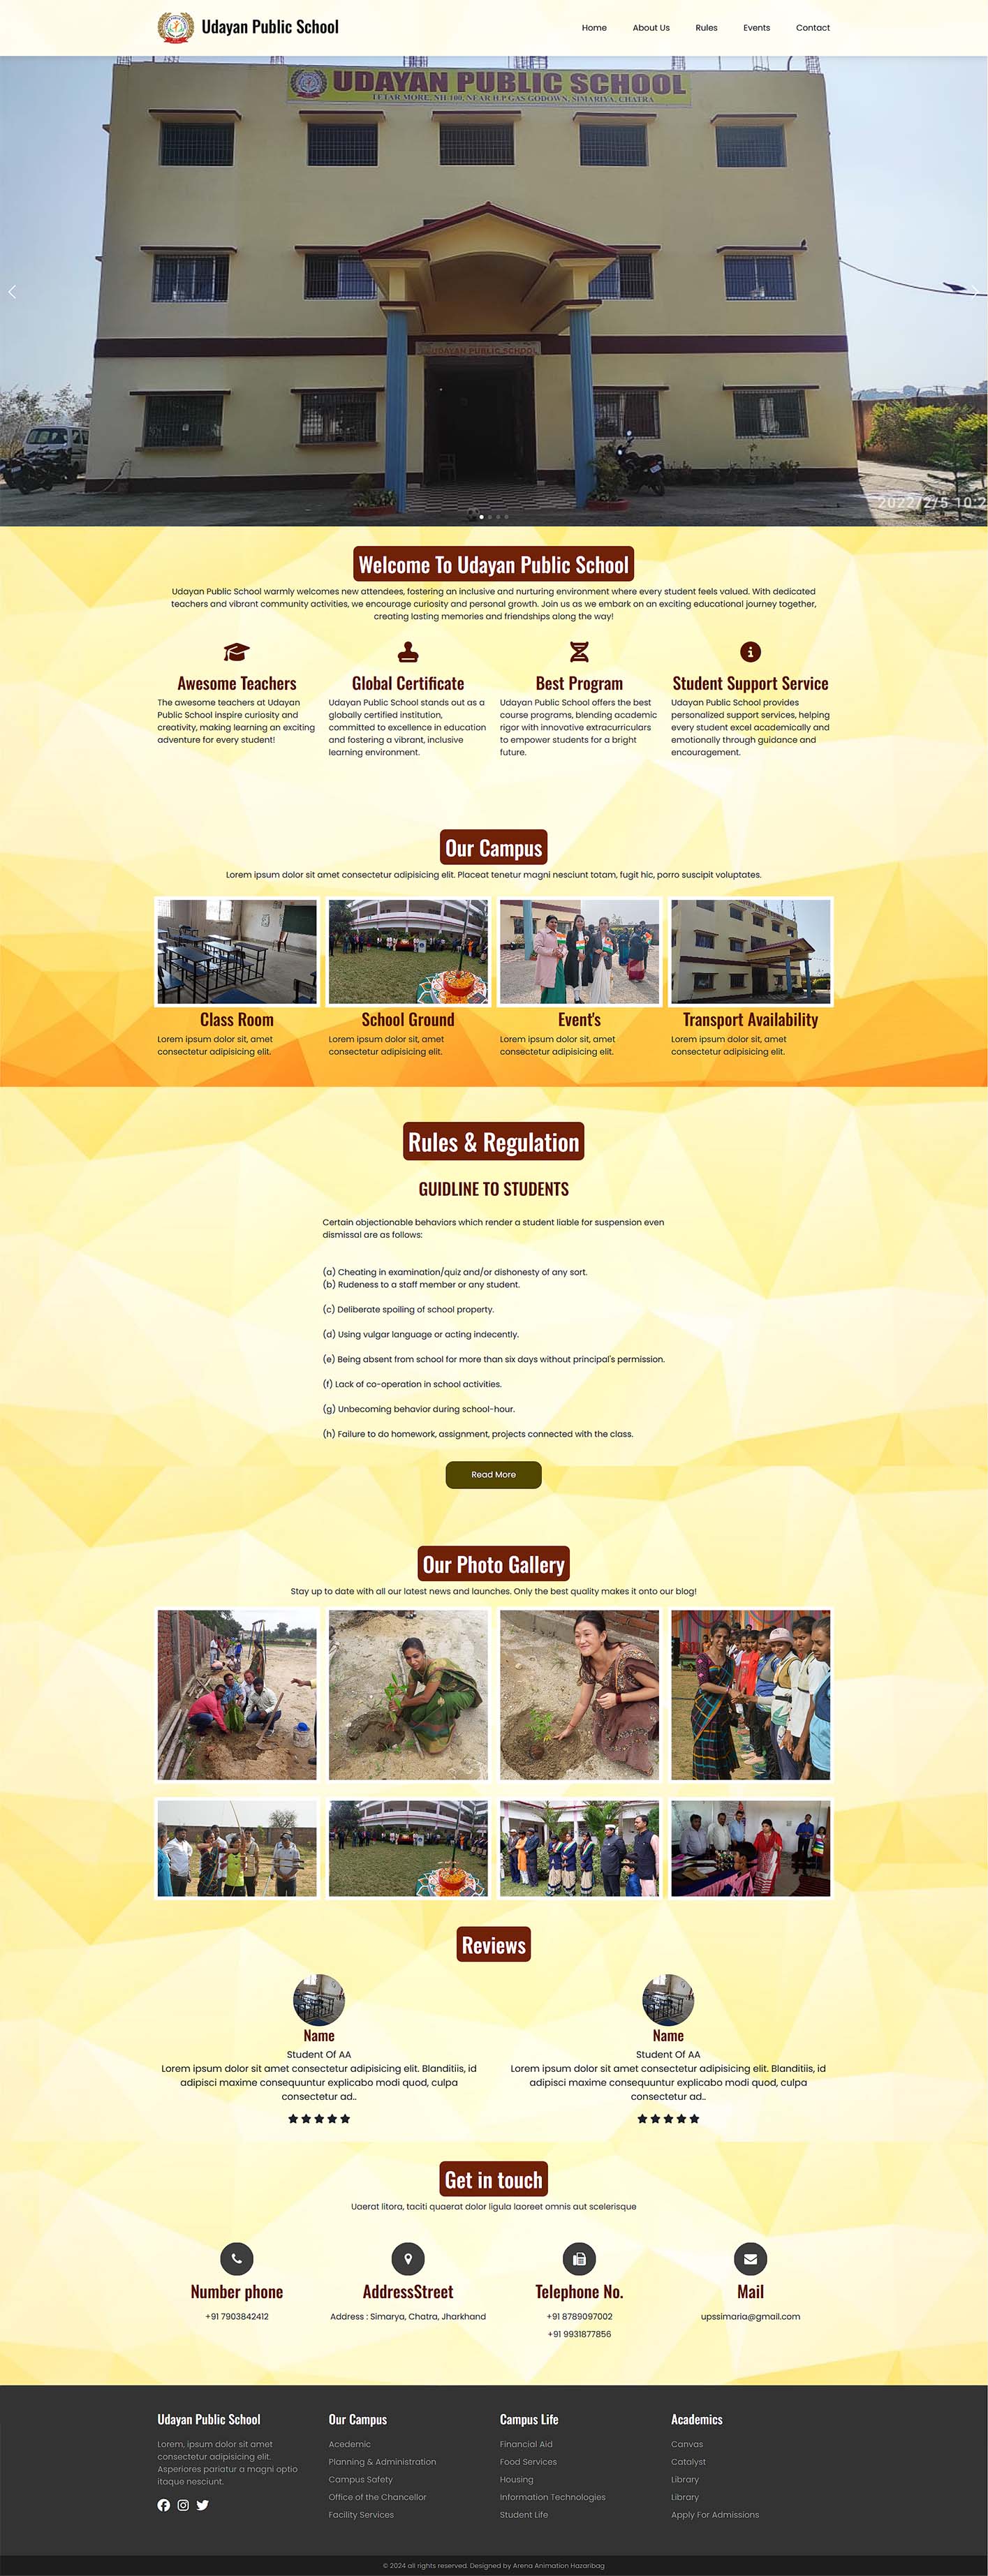 Udayan Public School
Home
About Us
Rules
Events
Contact
UDAYAN PUBLIC SCHOOL
TETAR MORE, NH.100, NEAR H.P GAS GODOWN, SIMARIYA, CHATRA
UDAYAN PUBLIC SCHOOL
2022/2/5 10:2
Welcome To Udayan Public School
Udayan Public School warmly welcomes new attendees, fostering an inclusive and nurturing environment where every student feels valued. With dedicated
teachers and vibrant community activities, we encourage curiosity and personal growth. Join us as we embark on an exciting educational journey together,
creating lasting memories and friendships along the way!
Awesome Teachers
The awesome teachers at Udayan
Public School inspire curiosity and
creativity, making learning an exciting
adventure for every student!
Global Certificate
Udayan Public School stands out as a
globally certified institution,
committed to excellence in education
and fostering a vibrant, inclusive
learning environment.
Best Program
Udayan Public School offers the best
course programs, blending academic
rigor with innovative extracurriculars
to empower students for a bright
future.
Student Support Service
Udayan Public School provides
personalized support services, helping
every student excel academically and
emotionally through guidance and
encouragement.
Our Campus
Lorem ipsum dolor sit amet consectetur adipisicing elit. Placeat tenetur magni nesciunt totam, fugit hic, porro suscipit voluptates.
Class Room
Lorem ipsum dolor sit, amet
consectetur adipisicing elit.
School Ground
Lorem ipsum dolor sit, amet
consectetur adipisicing elit.
Event's
Lorem ipsum dolor sit, amet
consectetur adipisicing elit.
Transport Availability
Lorem ipsum dolor sit, amet
consectetur adipisicing elit.
Rules & Regulation
GUIDLINE TO STUDENTS
Certain objectionable behaviors which render a student liable for suspension even
dismissal are as follows:
(a) Cheating in examination/quiz and/or dishonesty of any sort.
(b) Rudeness to a staff member or any student.
(c) Deliberate spoiling of school property.
(d) Using vulgar language or acting indecently.
(e) Being absent from school for more than six days without principal's permission.
(f) Lack of co-operation in school activities.
(g) Unbecoming behavior during school-hour.
(h) Failure to do homework, assignment, projects connected with the class.
Read More
Our Photo Gallery
Stay up to date with all our latest news and launches. Only the best quality makes it onto our blog!
Reviews
Name
Student Of AA
Lorem ipsum dolor sit amet consectetur adipisicing elit. Blanditiis, id
adipisci maxime consequuntur explicabo modi quod, culpa
consectetur ad..
Name
Student Of AA
Lorem ipsum dolor sit amet consectetur adipisicing elit. Blanditiis, id
adipisci maxime consequuntur explicabo modi quod, culpa
consectetur ad..
Get in touch
Uaerat litora, taciti quaerat dolor ligula laoreet omnis aut scelerisque
Number phone
+91 7903842412
AddressStreet
Address : Simarya, Chatra, Jharkhand
Telephone No.
+91 8789097002
+91 9931877856
Mail
upssimaria@gmail.com
Udayan Public School
Lorem, ipsum dolor sit amet
consectetur adipisicing elit.
Asperiores pariatur a magni optio
itaque nesciunt.
Our Campus
Acedernic
Planning & Administration
Campus Safety
Office of the Chancellor
Facility Services
Campus Life
Financial Aid
Food Services
Housing
Information Technologies
Student Life
Academics
Canvas
Catalyst
Library
Library
Apply For Admissions
© 2024 all rights reserved. Designed by Arena Animation Hazaribag